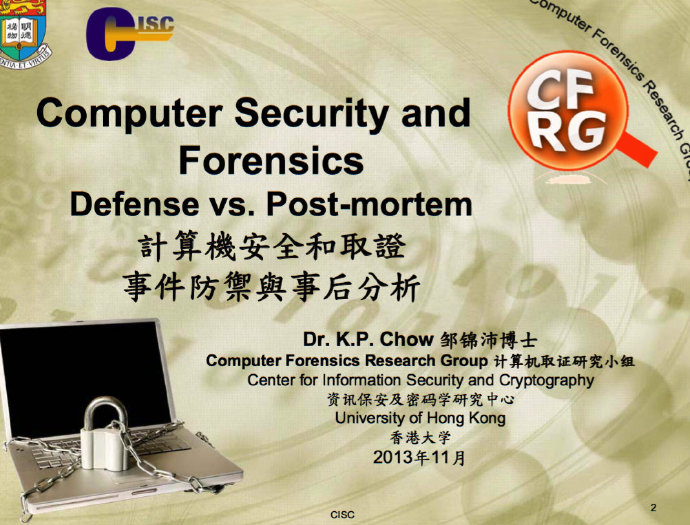 CISC
Computer Forensics Research Group
CF
RG
Computer Security and
Forensics
Defense vs. Post-mortem
計算機安全和取證
事件防禦與事后分析
Dr. K.P. Chow 邹锦沛博士
Computer Forensics Research Group 计算机取证研究小组
Center for Information Security and Cryptography
资讯保安及密码学研究中心
University of Hong Kong
香港大学
2013年11月
CISC
2